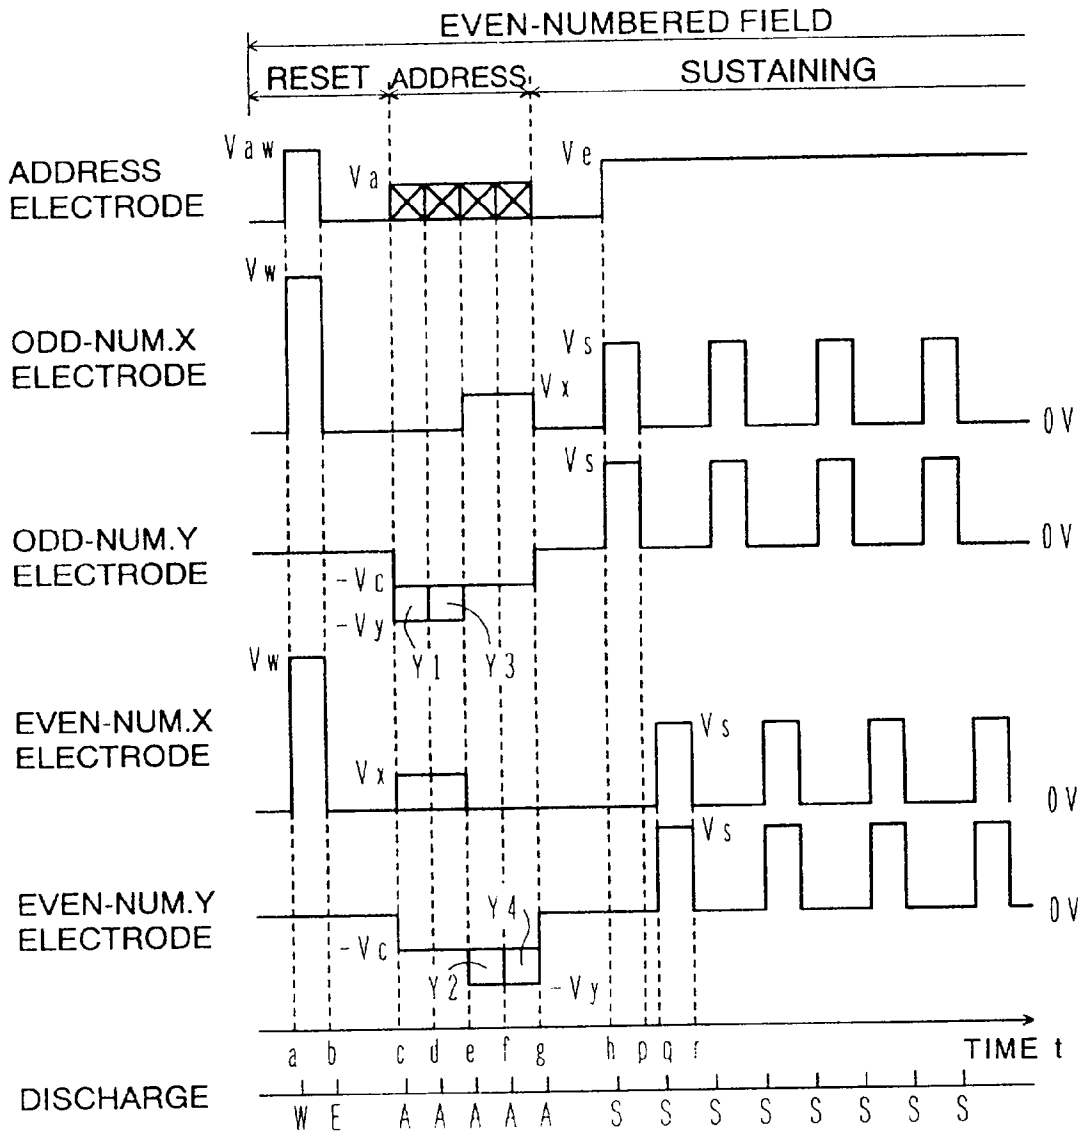 EVEN-NUMBERED FIELD
RESET ADDRESS SUSTAINING
Vaw
Va
Ve
ADDRESS
ELECTRODE
Vw
ODD-NUM.X
ELECTRODE
Vs
Vx
0V
Vs
ODD-NUM.Y
ELECTRODE
0V
-Vc
-Vy
Y1 Y3
Vw
EVEN-NUM.X
ELECTRODE
Vs
Vx
0V
Vs
EVEN-NUM.Y
ELECTRODE
Y4
0V
-Vc
Y2
-Vy
a b c d e f g h p q r TIME t
DISCHARGE
W E A A A A A S S S S S S S S